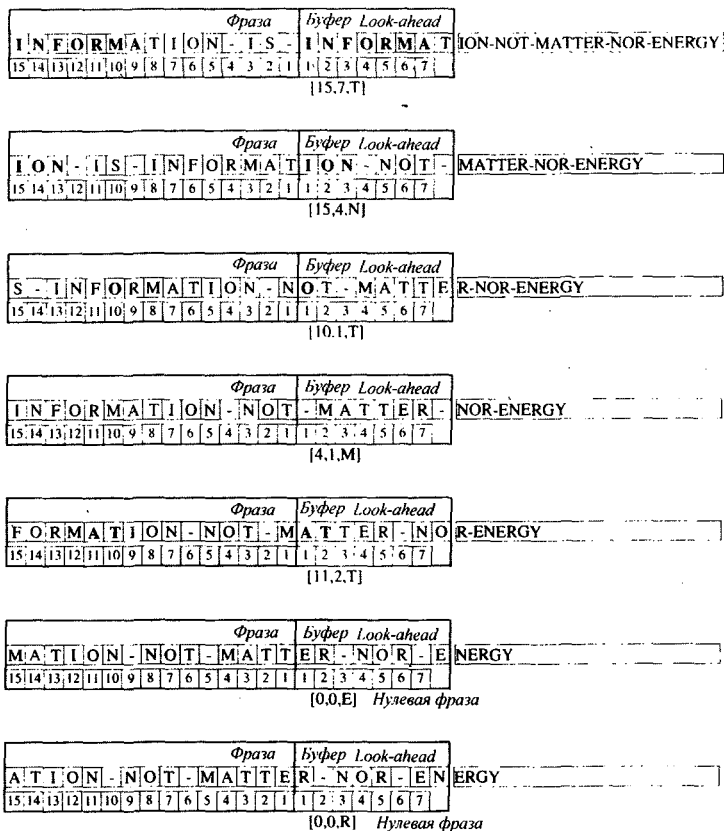 Фраза Буфер Look-ahead
I N F O R M A T I O N - I S - I N F O R M A T ION-NOT-MATTER-NOR-ENERGY
15 14 13 12 11 10 9 8 7 6 5 4 3 2 1 1 2 3 4 5 6 7
[15,7,T]
Фраза Буфер Look-ahead
I O N - I S - I N F O R M A T I O N - N O T - MATTER-NOR-ENERGY
15 14 13 12 11 10 9 8 7 6 5 4 3 2 1 1 2 3 4 5 6 7
[15,4,N]
Фраза Буфер Look-ahead
S - I N F O R M A T I O N - N O T - M A T T E R-NOR-ENERGY
15 14 13 12 11 10 9 8 7 6 5 4 3 2 1 1 2 3 4 5 6 7
[10.1,T]
Фраза Буфер Look-ahead
I N F O R M A T I O N - N O T - M A T T E R - NOR-ENERGY
15 14 13 12 11 10 9 8 7 6 5 4 3 2 1 1 2 3 4 5 6 7
[4,1,M]
Фраза Буфер Look-ahead
F O R M A T I O N - N O T - M A T T E R - N O R-ENERGY
15 14 13 12 11 10 9 8 7 6 5 4 3 2 1 1 2 3 4 5 6 7
[11,2,T]
Фраза Буфер Look-ahead
M A T I O N - N O T - M A T T E R - N O R - E NERGY
15 14 13 12 11 10 9 8 7 6 5 4 3 2 1 1 2 3 4 5 6 7
[0,0,E] Нулевая фраза
Фраза Буфер Look-ahead
A T I O N - N O T - M A T T E R - N O R - E N ERGY
15 14 13 12 11 10 9 8 7 6 5 4 3 2 1 1 2 3 4 5 6 7
[0,0,R] Нулевая фраза